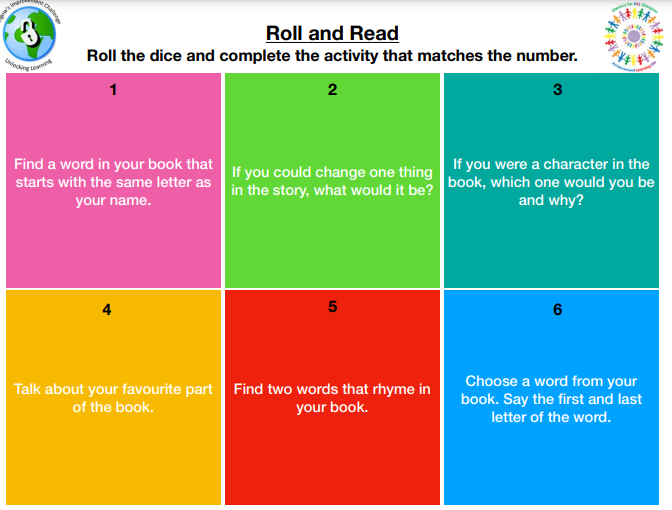 Roll and Read
Roll the dice and complete the activity that matches the number.
1
Find a word in your book that
starts with the same letter as
your name.
2
If you could change one thing
in the story, what would it be?
3
If you were a character in the
book, which one would you be
and why?
4
Talk about your favourite part
of the book.
5
Find two words that rhyme in
your book.
6
Choose a word from your
book. Say the first and last
letter of the word.
Improvement Challenge
Unlocking Learning